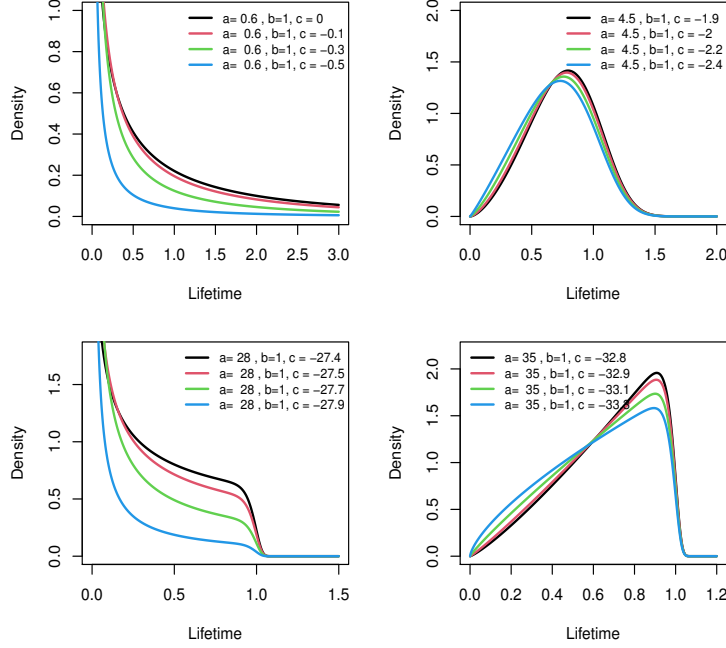 a= 0.6 , b=1, c = 0
a= 0.6 , b=1, c = −0.1
a= 0.6 , b=1, c = −0.3
a= 0.6 , b=1, c = −0.5
Density
0.0 0.2 0.4 0.6 0.8 1.0
0.0 0.5 1.0 1.5 2.0 2.5 3.0
Lifetime
a= 4.5 , b=1, c = −1.9
a= 4.5 , b=1, c = −2
a= 4.5 , b=1, c = −2.2
a= 4.5 , b=1, c = −2.4
Density
0.0 0.5 1.0 1.5 2.0
0.0 0.5 1.0 1.5 2.0
Lifetime
a= 28 , b=1, c = −27.4
a= 28 , b=1, c = −27.5
a= 28 , b=1, c = −27.7
a= 28 , b=1, c = −27.9
Density
0.0 0.5 1.0 1.5
0.0 0.5 1.0 1.5
Lifetime
a= 35 , b=1, c = −32.8
a= 35 , b=1, c = −32.9
a= 35 , b=1, c = −33.1
a= 35 , b=1, c = −33.3
Density
0.0 0.5 1.0 1.5 2.0
0.0 0.2 0.4 0.6 0.8 1.0 1.2
Lifetime